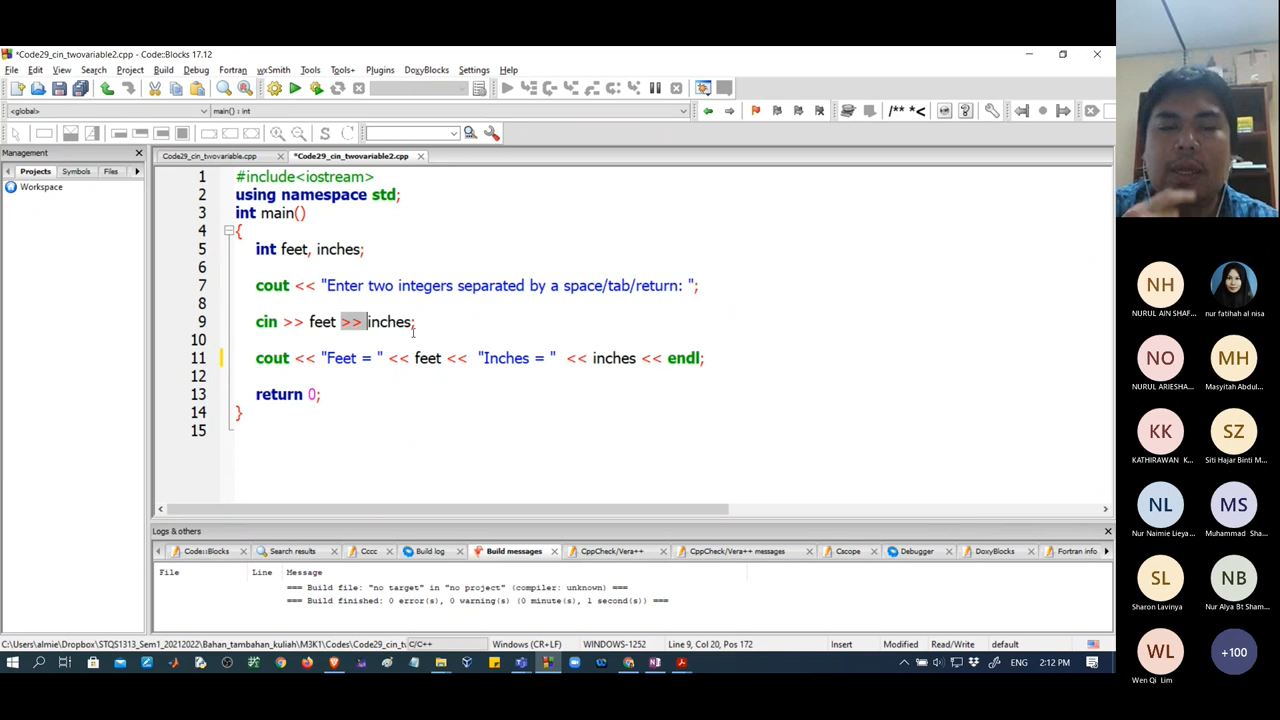 *Code29_cin_twovariable2.cpp - Code::Blocks 17.12
File Edit View Search Project Build Debug Fortran wxSmith Tools Tools+ Plugins DoxyBlocks Settings Help
<global> main() : int
/** *<
S C
Management
Projects Symbols Files
Workspace
Code29_cin_twovariable.cpp *Code29_cin_twovariable2.cpp
1 #include<iostream>
2 using namespace std;
3 int main()
4 {
5 int feet, inches;
6
7 cout << "Enter two integers separated by a space/tab/return: ";
8
9 cin >> feet >> inches;
10
11 cout << "Feet = " << feet << "Inches = " << inches << endl;
12
13 return 0;
14 }
15
Logs & others
Code::Blocks Search results Cccc Build log Build messages CppCheck/Vera++ CppCheck/Vera++ messages Cscope Debugger DoxyBlocks Fortran info
File Line Message
=== Build file: "no target" in "no project" (compiler: unknown) ===
=== Build finished: 0 error(s), 0 warning(s) (0 minute(s), 1 second(s)) ===
C:\Users\almie\Dropbox\STQS1313_Sem1_20212022\Bahan_tambahan_kuliah\M3K1\Codes\Code29_cin_tw C/C++ Windows (CR+LF) WINDOWS-1252 Line 9, Col 20, Pos 172 Insert Modified Read/Write default
ENG 2:12 PM
NH
NURUL AIN SHAF... nur fatihah al nisa
NO MH
NURUL ARIESHA... Masyitah Abdul...
KK SZ
KATHIRAWAN K... Siti Hajar Binti M...
NL MS
Nur Naimie Lieya... Muhammad Sha...
SL NB
Sharon Lavinya Nur Alya Bt Sham...
WL +100
Wen Qi Lim